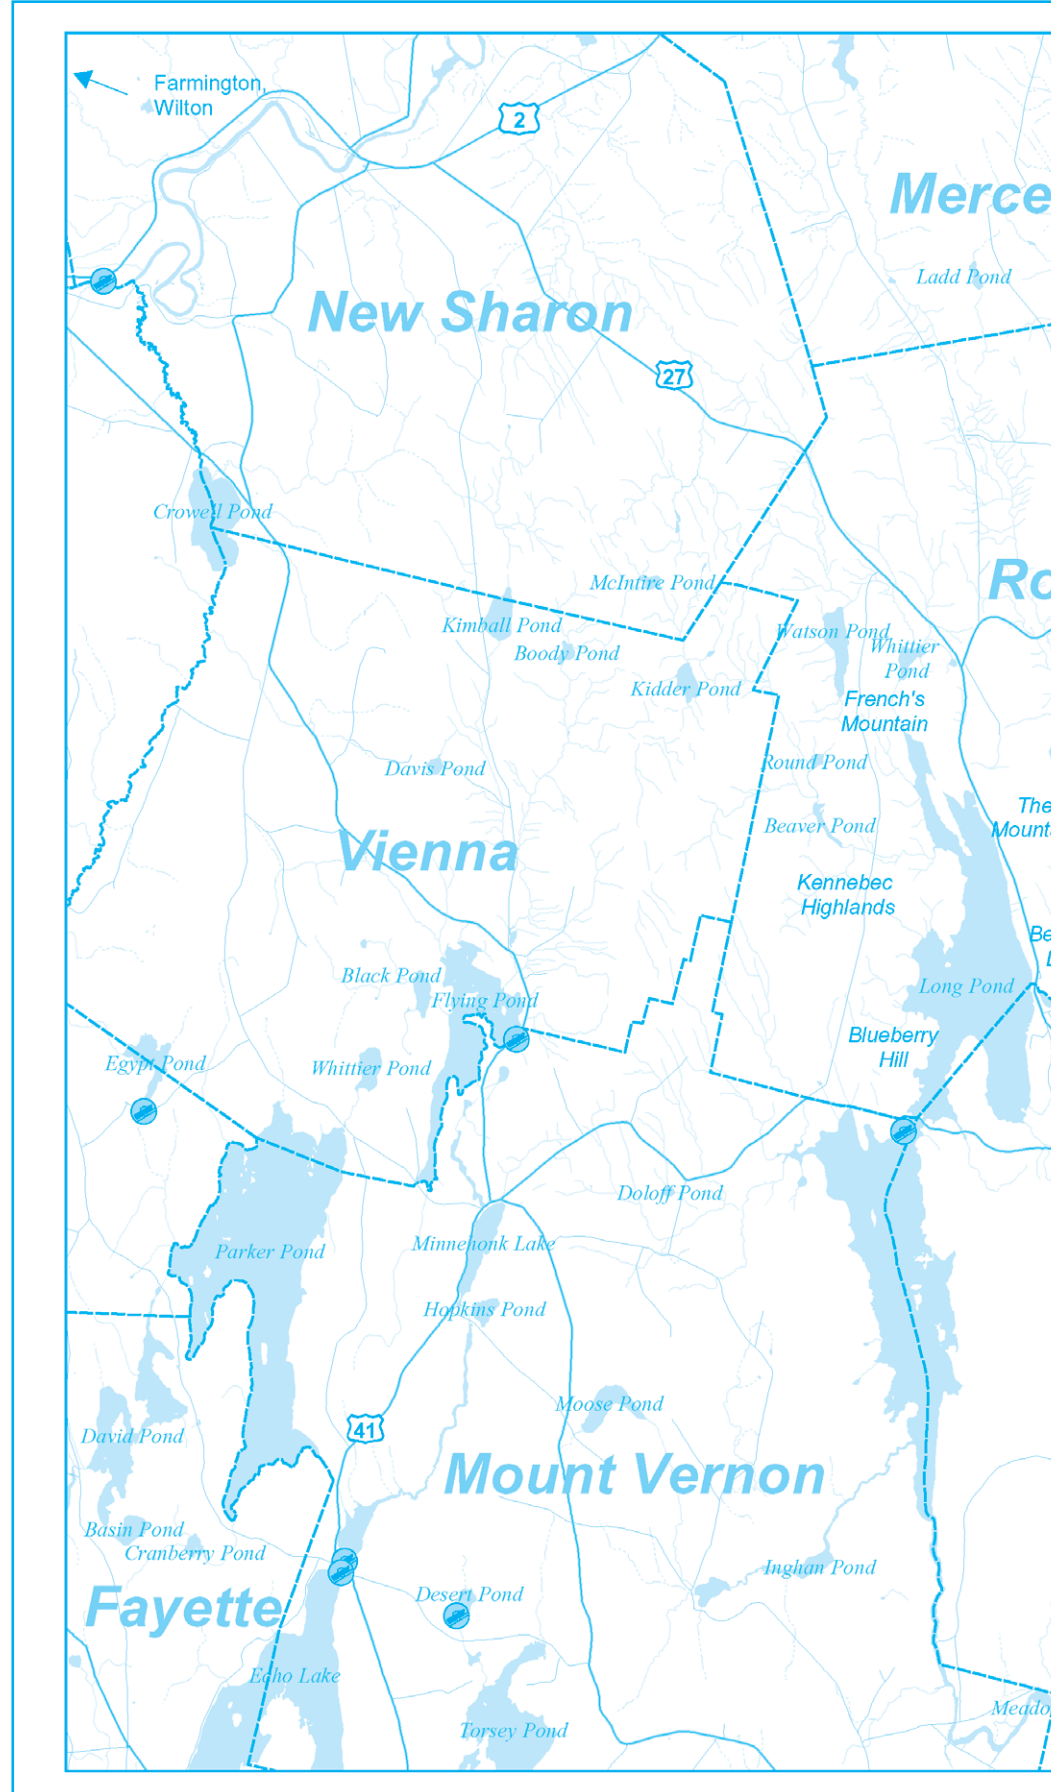 Farmington,
Wilton
2
Merce
Ladd Pond
New Sharon
27
Crowell Pond
McIntire Pond
Ro
Kimball Pond
Watson Pond
Boody Pond
Whittier
Pond
Kidder Pond
French's
Mountain
Davis Pond
Round Pond
The
Mounta
Beaver Pond
Vienna
Kennebec
Highlands
Be
L
Black Pond
Long Pond
Flying Pond
Blueberry
Hill
Egypt Pond
Whittier Pond
Doloff Pond
Parker Pond
Minnehonk Lake
Hopkins Pond
Moose Pond
41
David Pond
Mount Vernon
Basin Pond
Cranberry Pond
Inghan Pond
Fayette
Desert Pond
Echo Lake
Meado
Torsey Pond